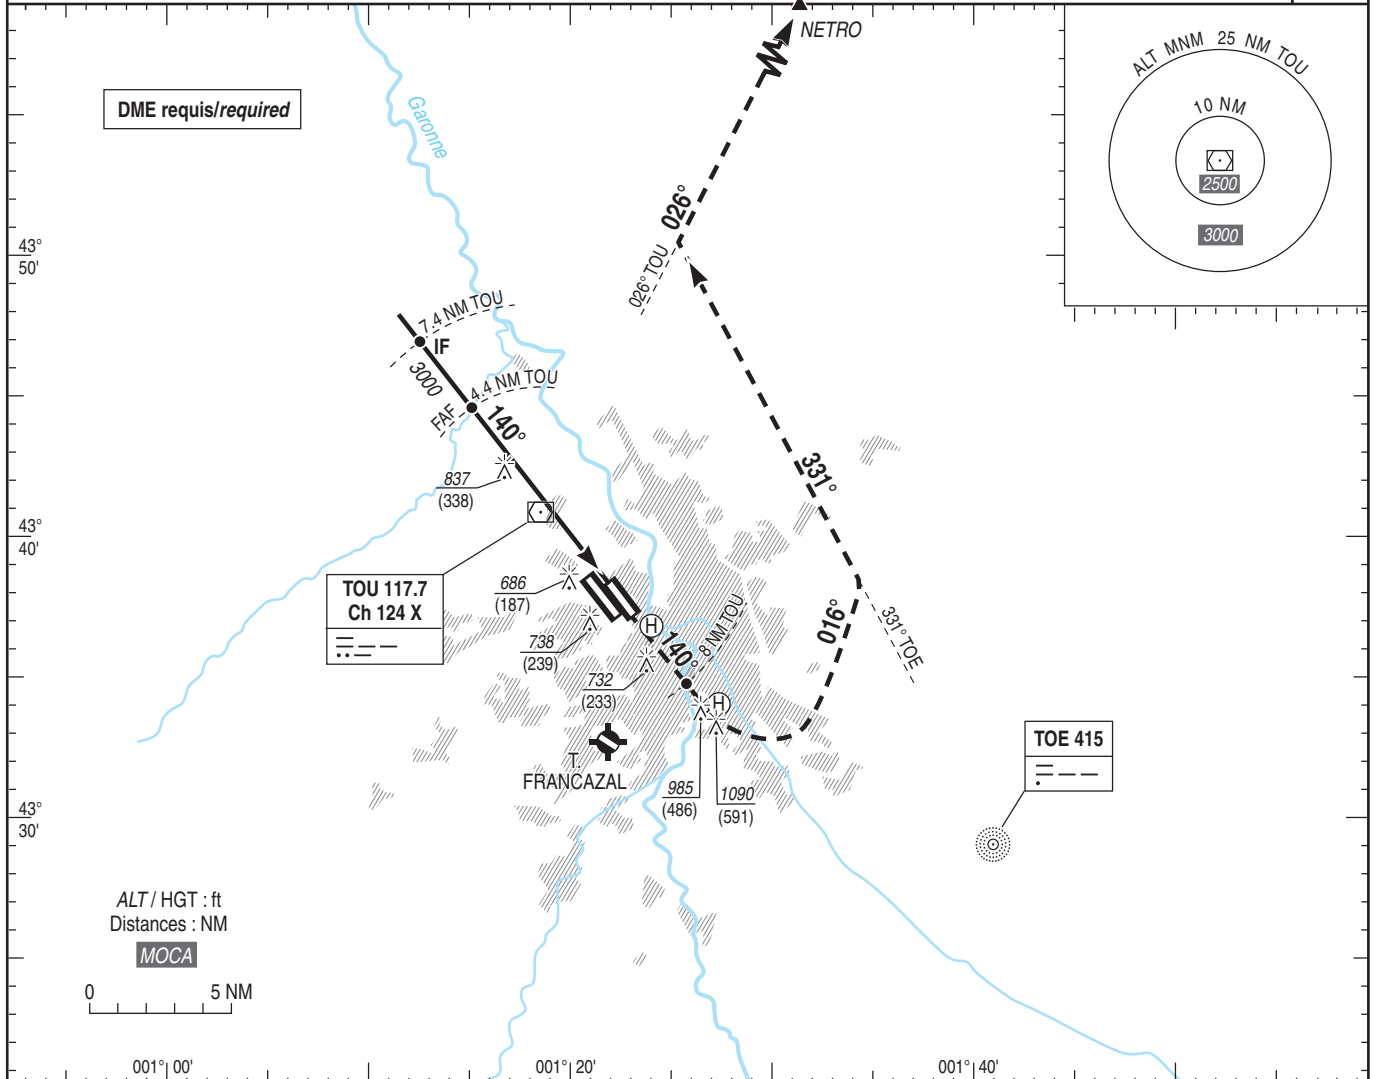 NETRO
ALT MNM 25 NM TOU
10 NM
2500
3000
DME requis/required
Garonne
026°
026° TOU
43°
50'
7.4 NM TOU
IF
3000
4.4 NM TOU
FAF
140°
331°
837
(338)
43°
40'
TOU 117.7
Ch 124 X
686
(187)
738
(239)
732
(233)
H
140°
8 NM TOU
016°
331° TOE
H
T.
FRANCAZAL
985
(486)
1090
(591)
TOE 415
43°
30'
ALT / HGT : ft
Distances : NM
MOCA
0 5 NM
001° 00'
001° 20'
001° 40'